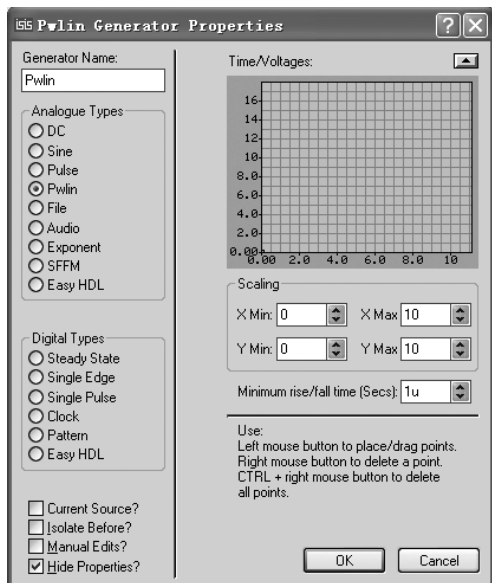 isis Pwlin Generator Properties
Generator Name:
Pwlin
Analogue Types
DC
Sine
Pulse
Pwlin
File
Audio
Exponent
SFFM
Easy HDL
Digital Types
Steady State
Single Edge
Single Pulse
Clock
Pattern
Easy HDL
Current Source?
Isolate Before?
Manual Edits?
Hide Properties?
Time/Voltages:
16
14
12
10
8.0
6.0
4.0
2.0
0.00
0.00 2.0 4.0 6.0 8.0 10
Scaling
X Min: 0 X Max 10
Y Min: 0 Y Max 10
Minimum rise/fall time (Secs): 1u
Use:
Left mouse button to place/drag points.
Right mouse button to delete a point.
CTRL + right mouse button to delete
all points.
OK Cancel